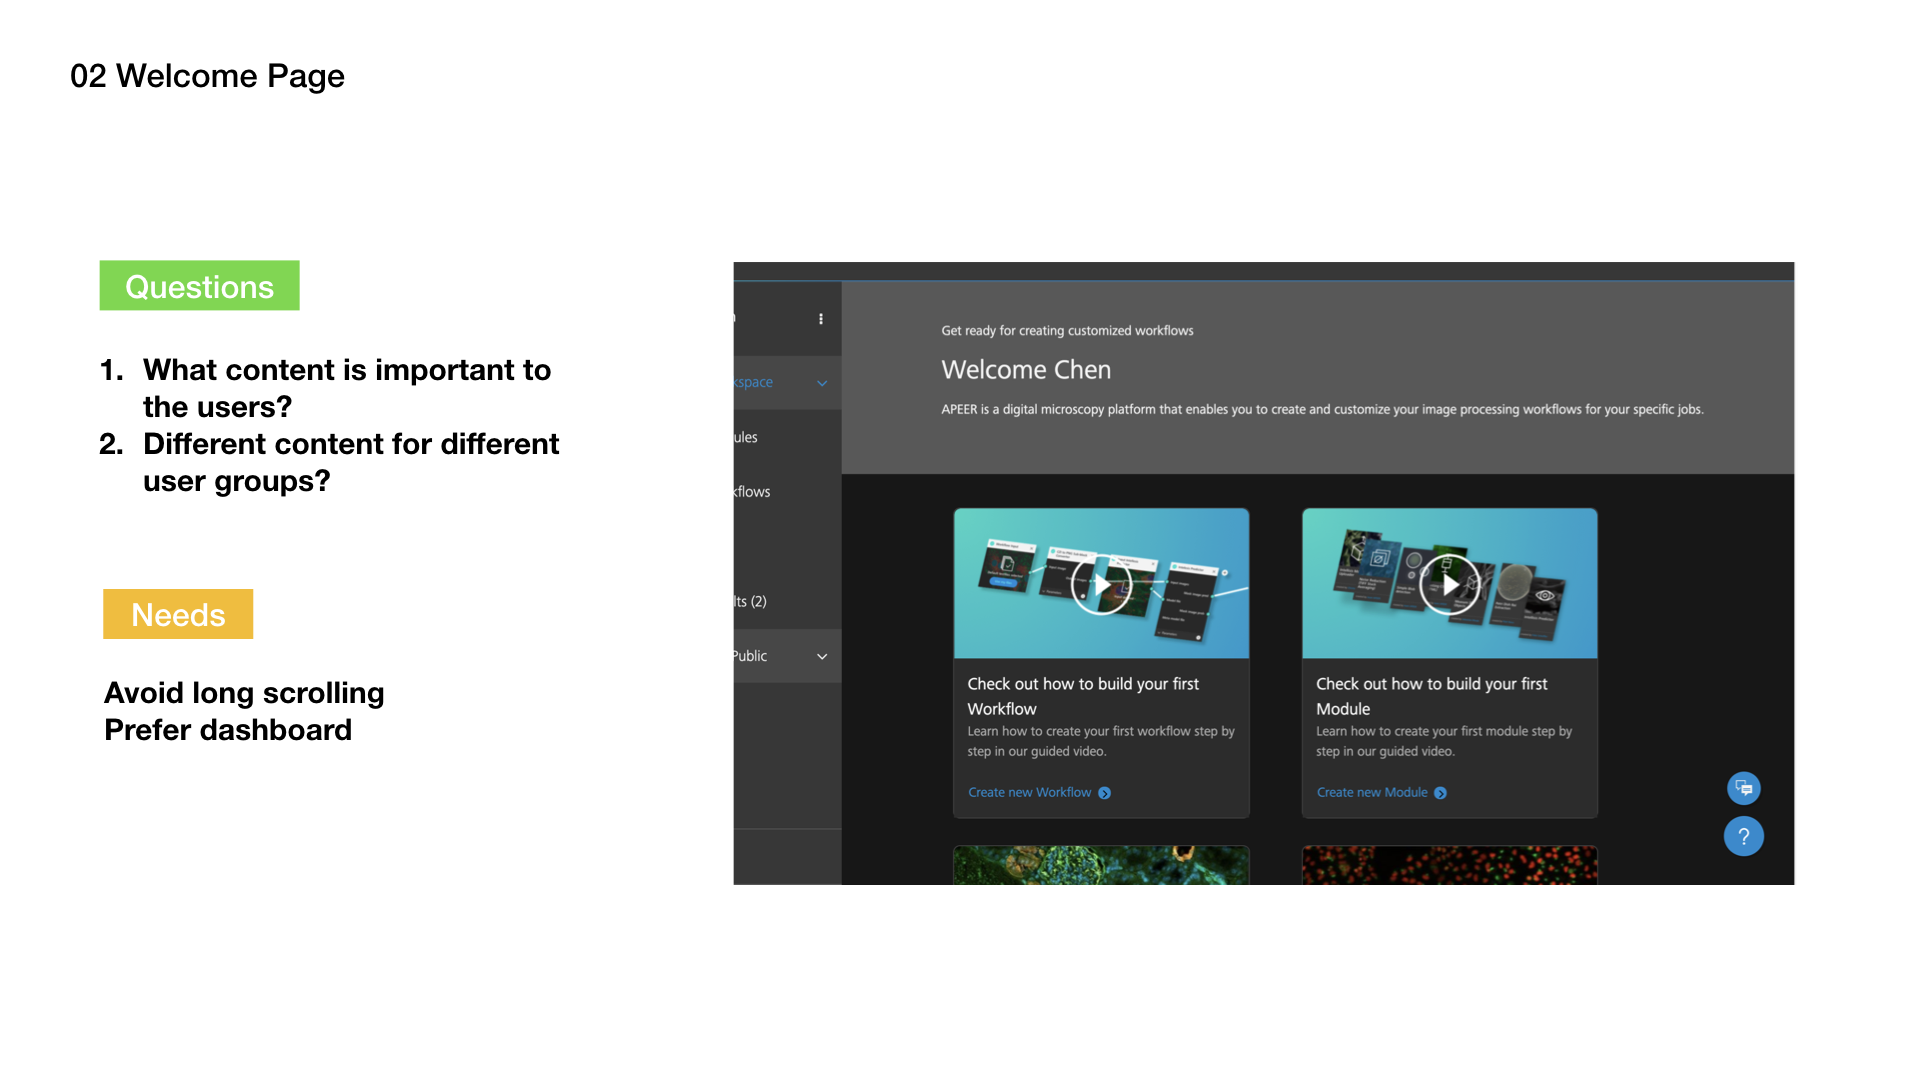 02 Welcome Page
Questions
1. What content is important to
the users?
2. Different content for different
user groups?
Needs
Avoid long scrolling
Prefer dashboard
Get ready for creating customized workflows
Welcome Chen
APEER is a digital microscopy platform that enables you to create and customize your image processing workflows for your specific jobs.
kspace
ules
kflows
lts (2)
Public
Check out how to build your first
Workflow
Learn how to create your first workflow step by
step in our guided video.
Create new Workflow
Check out how to build your first
Module
Learn how to create your first module step by
step in our guided video.
Create new Module
?